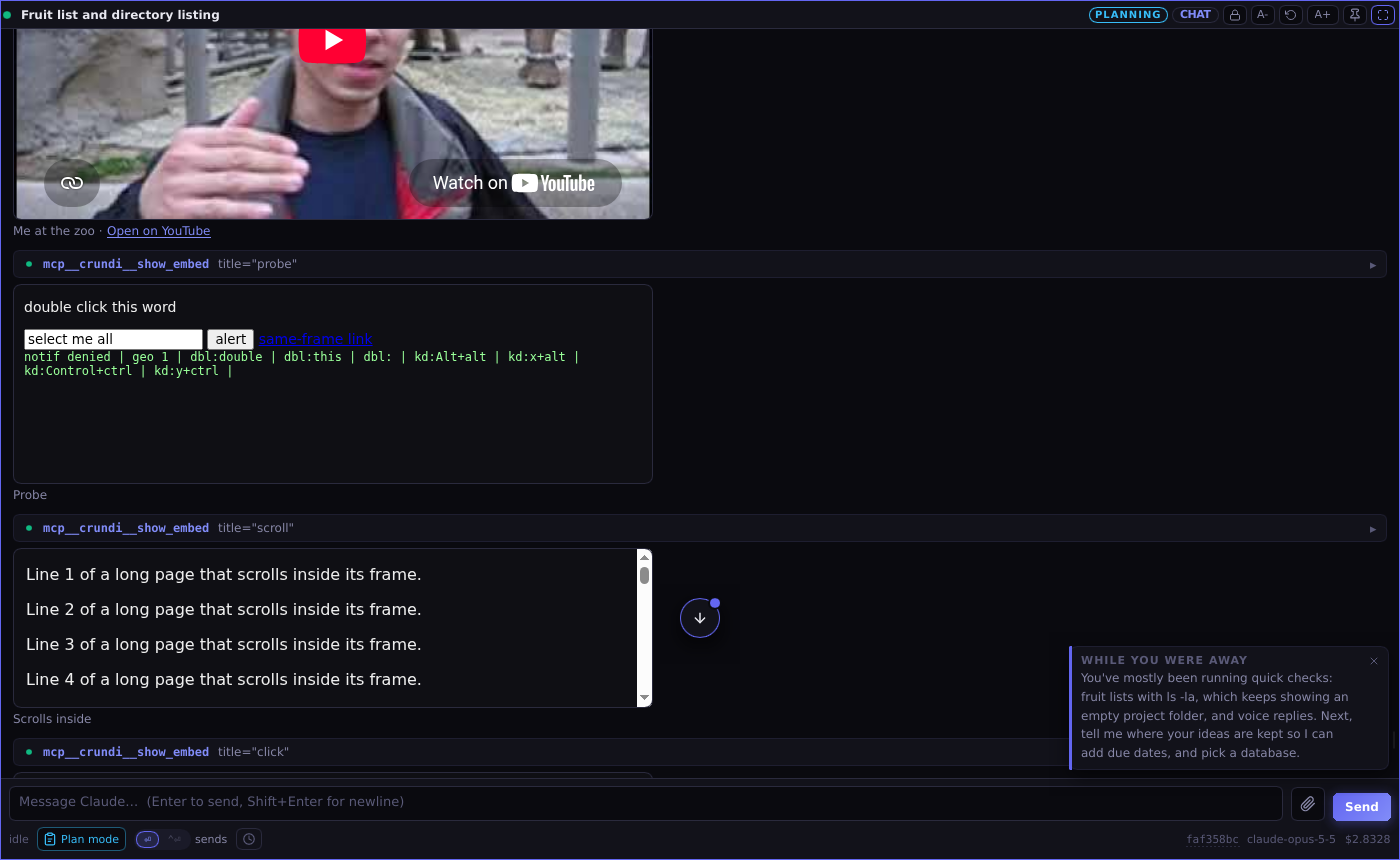 Fruit list and directory listing
PLANNING CHAT A- A+
Watch on YouTube
Me at the zoo · Open on YouTube
mcp__crundi__show_embed title="probe"
double click this word
select me all alert same-frame link
notif denied | geo 1 | dbl:double | dbl:this | dbl: | kd:Alt+alt | kd:x+alt |
kd:Control+ctrl | kd:y+ctrl |
Probe
mcp__crundi__show_embed title="scroll"
Line 1 of a long page that scrolls inside its frame.
Line 2 of a long page that scrolls inside its frame.
Line 3 of a long page that scrolls inside its frame.
Line 4 of a long page that scrolls inside its frame.
Scrolls inside
WHILE YOU WERE AWAY
You've mostly been running quick checks:
fruit lists with ls -la, which keeps showing an
empty project folder, and voice replies. Next,
tell me where your ideas are kept so I can
add due dates, and pick a database.
mcp__crundi__show_embed title="click"
Message Claude… (Enter to send, Shift+Enter for newline)
Send
idle Plan mode sends
faf358bc claude-opus-5-5 $2.8328